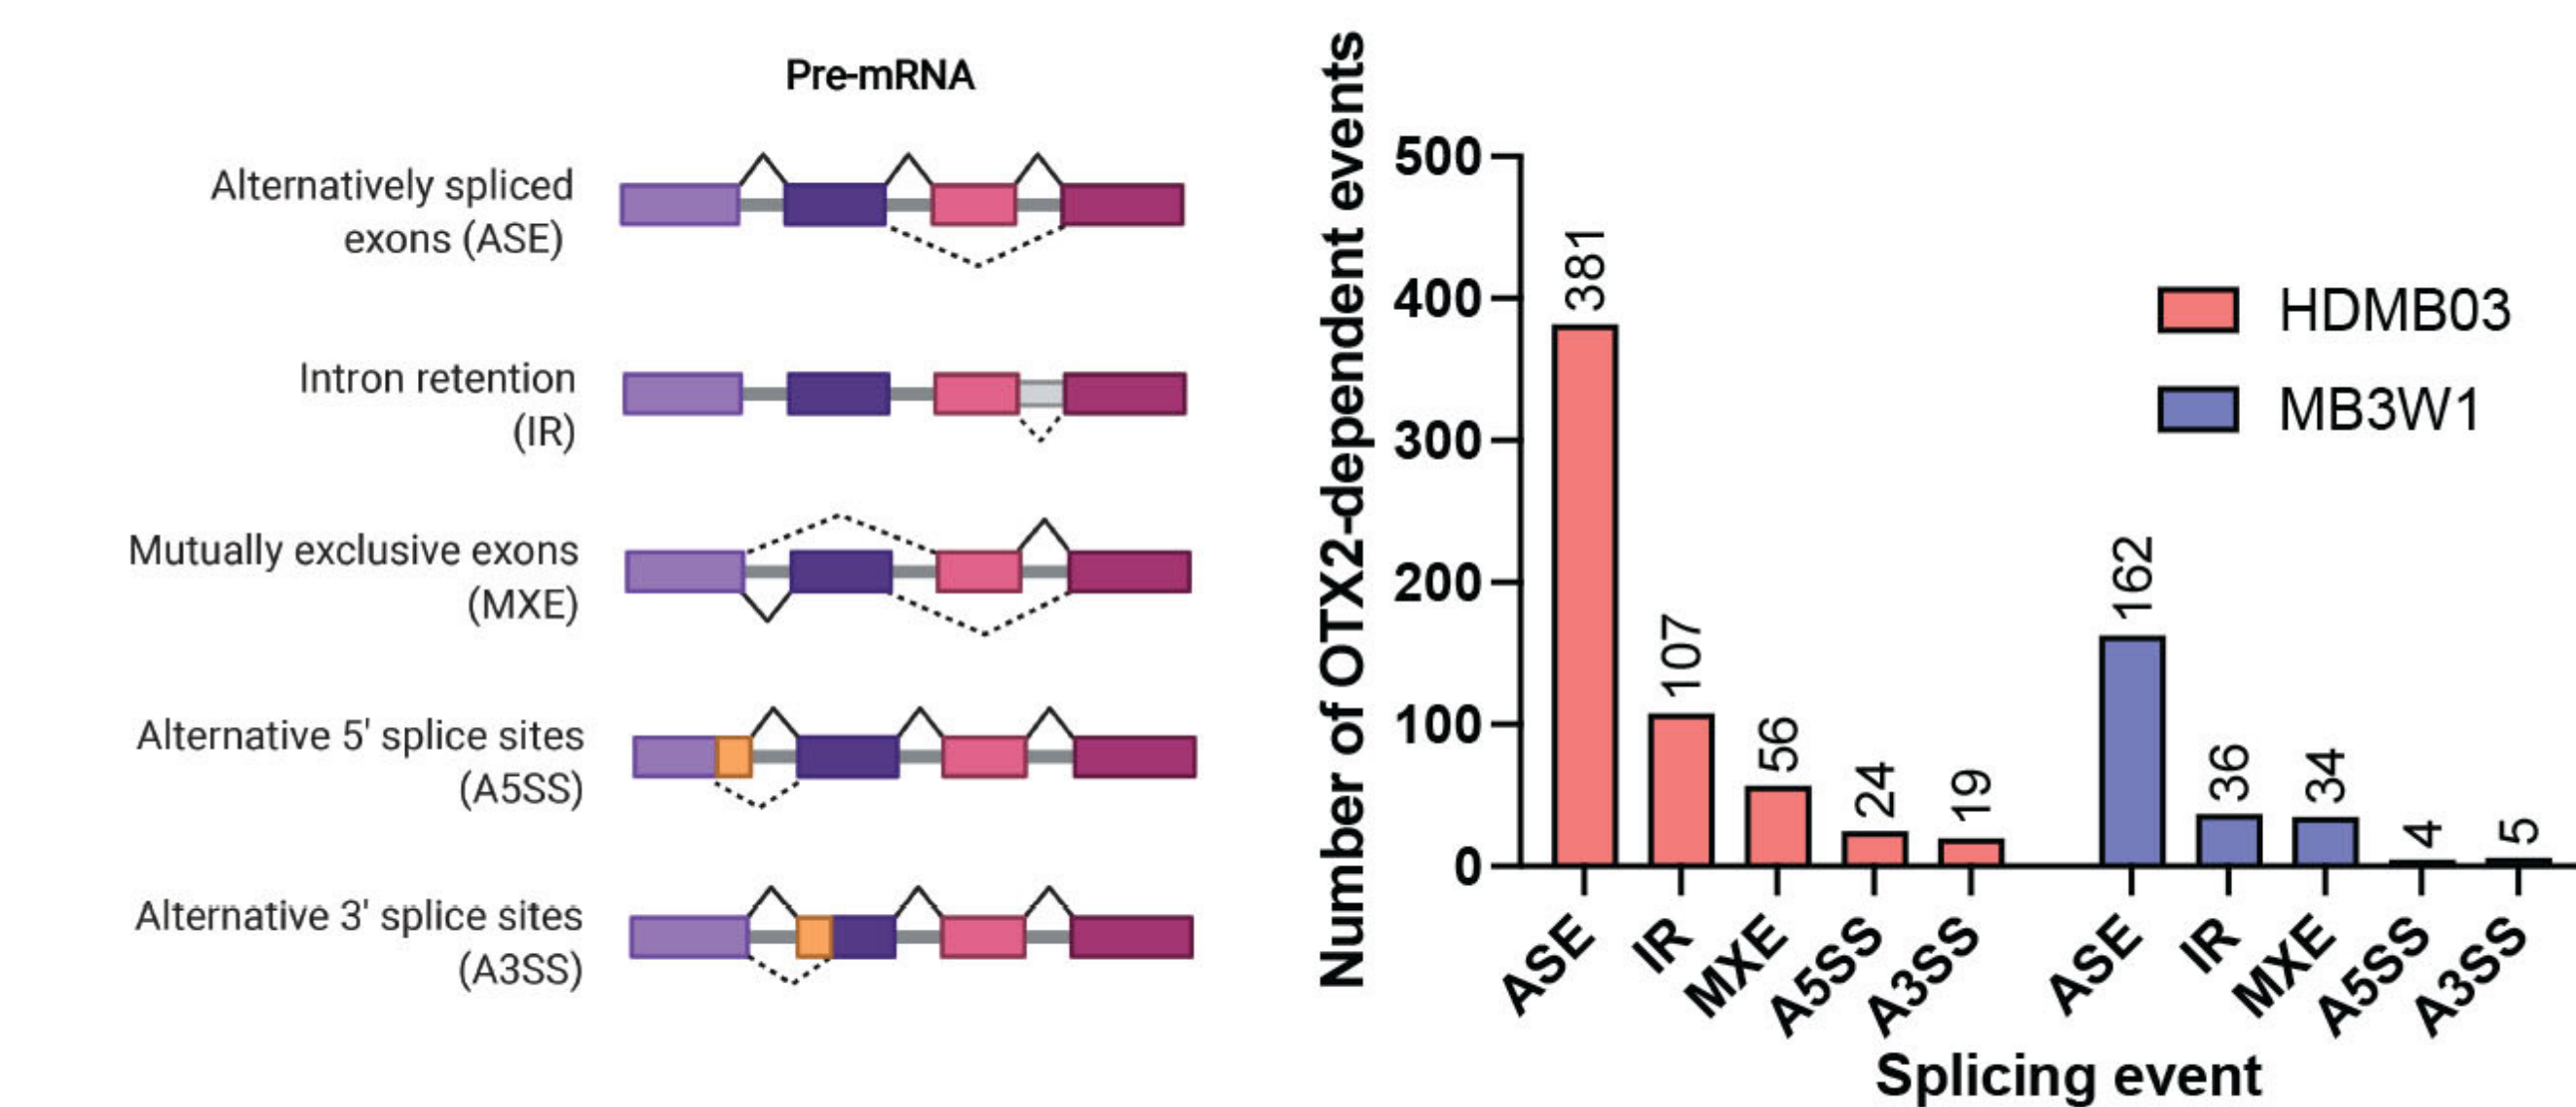 Pre-mRNA
Alternatively spliced
exons (ASE)
Intron retention
(IR)
Mutually exclusive exons
(MXE)
Alternative 5' splice sites
(A5SS)
Alternative 3' splice sites
(A3SS)
Number of OTX2-dependent events
500
400
300
200
100
0
381
107
56
24
19
162
36
34
4
5
HDMB03
MB3W1
ASE
IR
MXE
A5SS
A3SS
ASE
IR
MXE
A5SS
A3SS
Splicing event